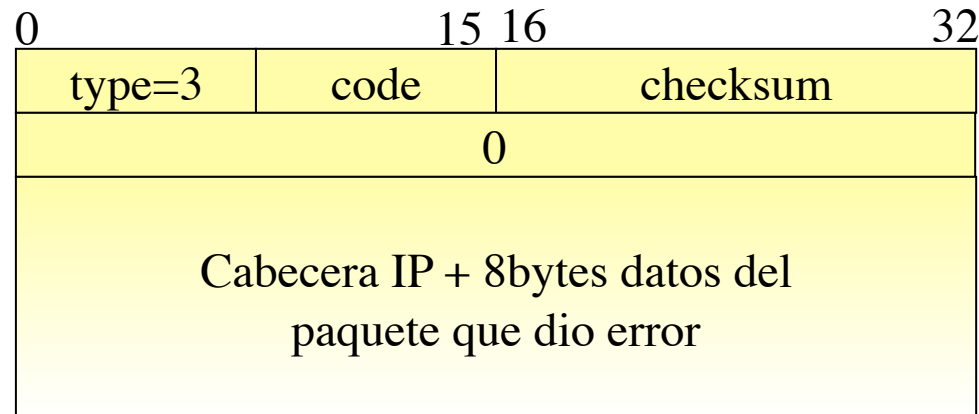 0 15 16 32
type=3 code checksum
0
Cabecera IP + 8bytes datos del
paquete que dio error